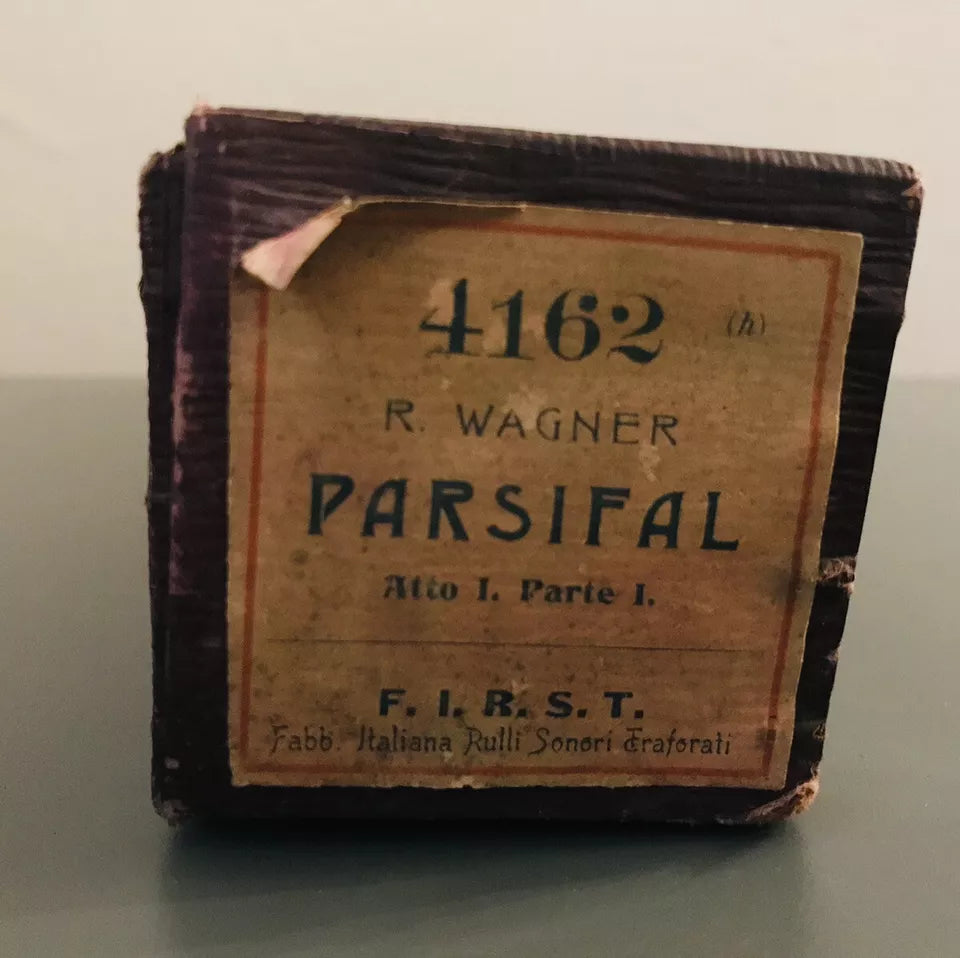 4162 (h)
R. WAGNER
PARSIFAL
Atto I. Parte I.
F. I. R. S. T.
Fabb. Italiana Rulli Sonori Traforati